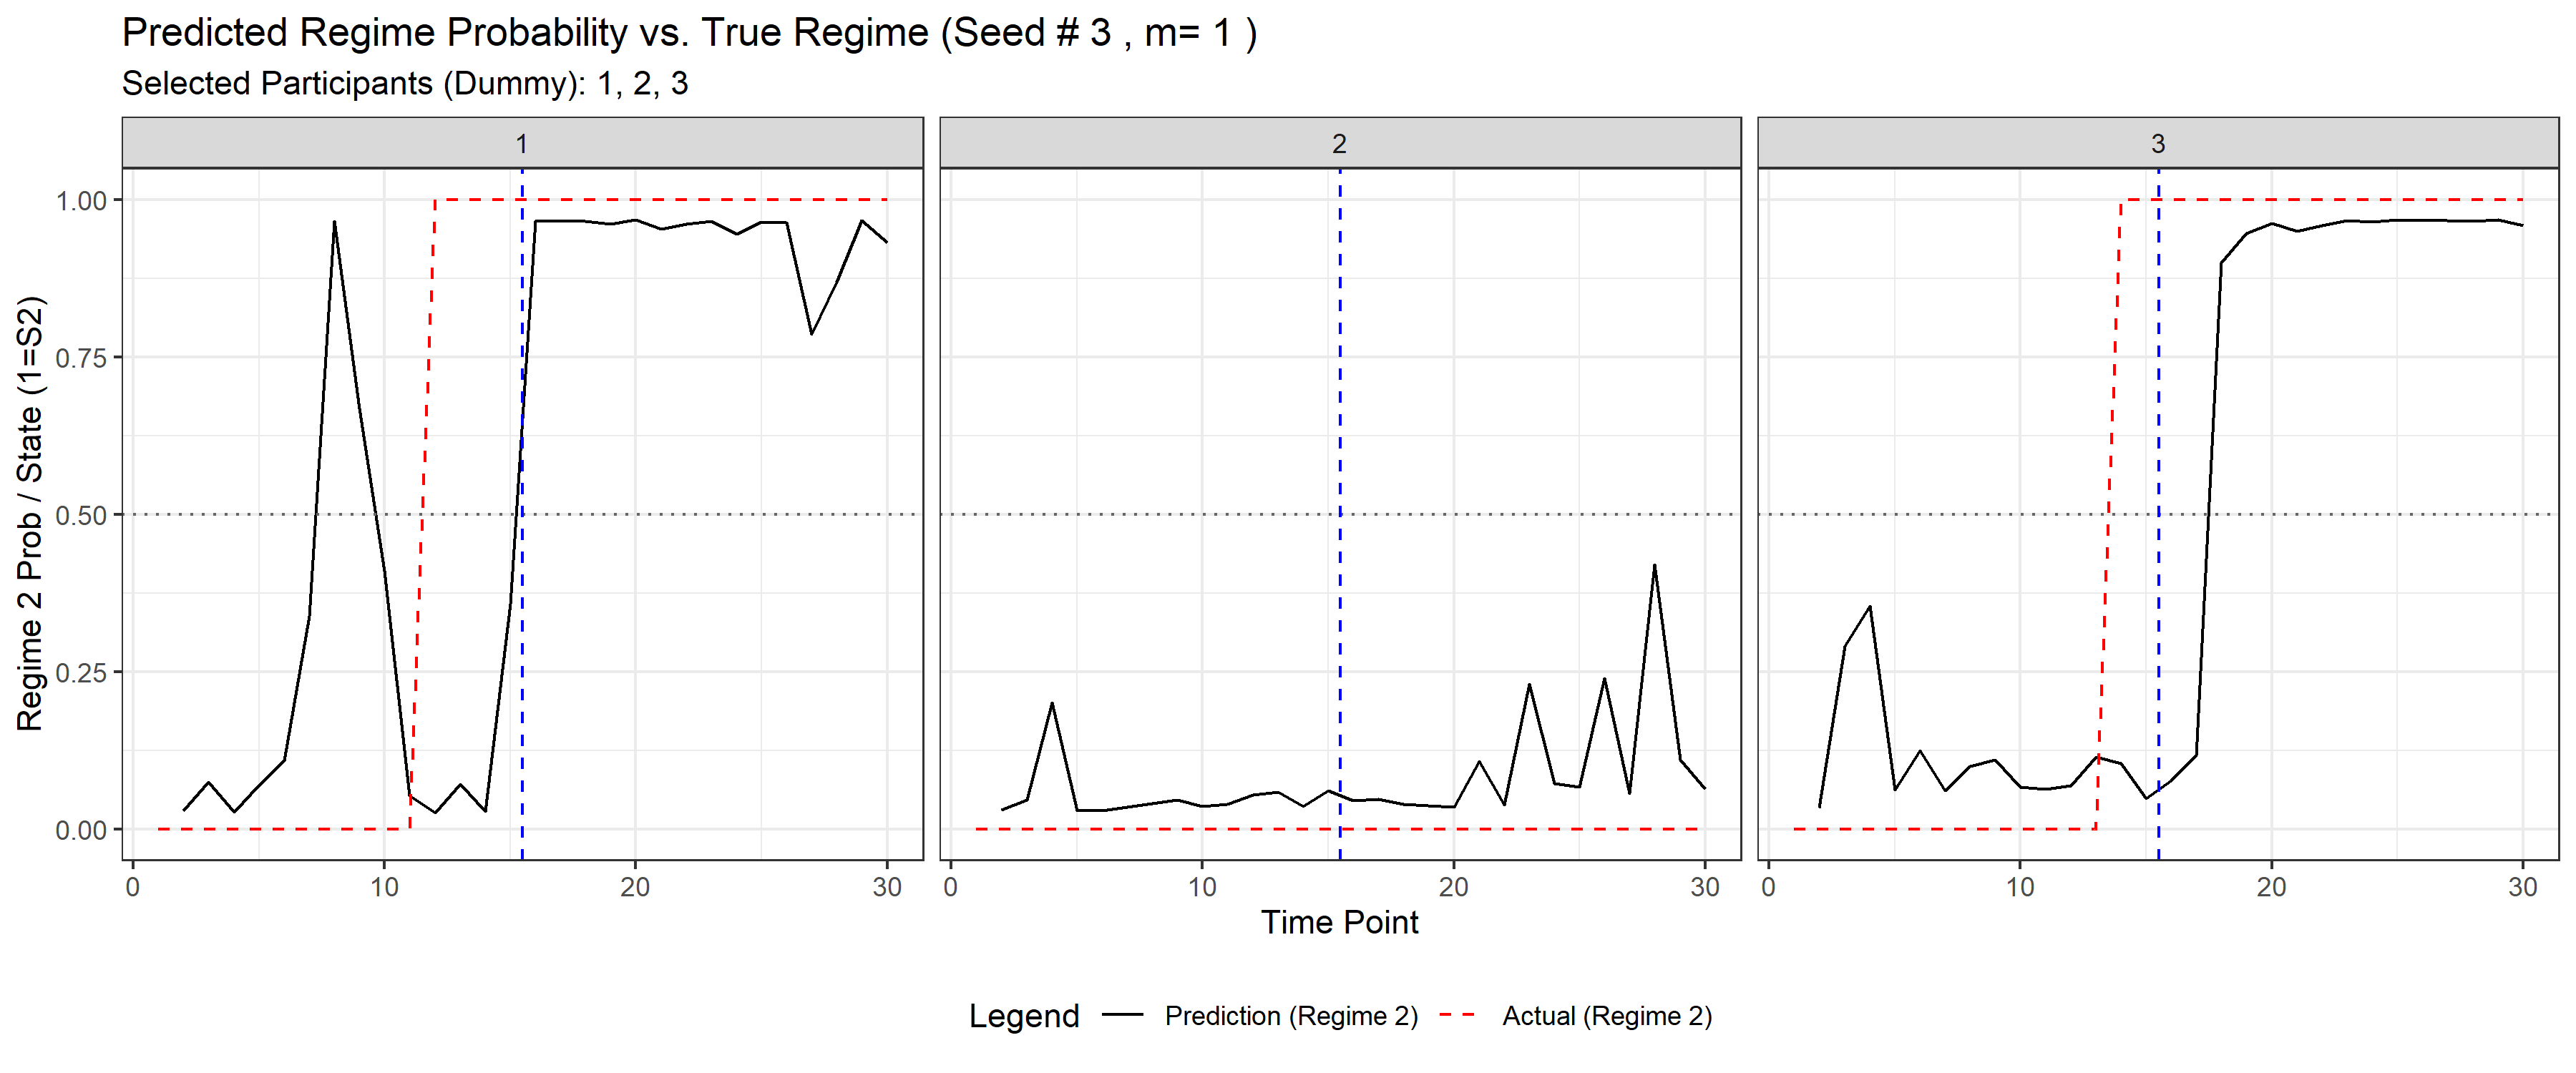 Predicted Regime Probability vs. True Regime (Seed # 3 , m= 1 )
Selected Participants (Dummy): 1, 2, 3
1 2 3
Regime 2 Prob / State (1=S2)
1.00
0.75
0.50
0.25
0.00
0 10 20 30 0 10 20 30 0 10 20 30
Time Point
Legend Prediction (Regime 2) Actual (Regime 2)